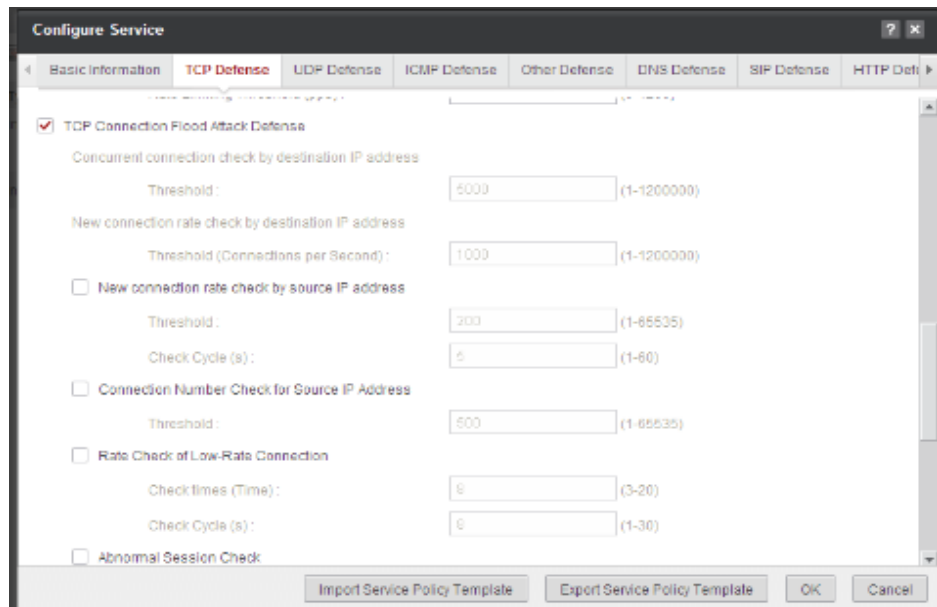 Configure Service
? ×
Basic Information TCP Defense UDP Defense ICMP Defense Other Defense DNS Defense SIP Defense HTTP Defe
TCP Connection Flood Attack Defense
Concurrent connection check by destination IP address
Threshold : 5000 (1-1200000)
New connection rate check by destination IP address
Threshold (Connections per Second) : 1000 (1-1200000)
New connection rate check by source IP address
Threshold : 200 (1-65535)
Check Cycle (s) : 5 (1-60)
Connection Number Check for Source IP Address
Threshold : 500 (1-65535)
Rate Check of Low-Rate Connection
Check times (Time) : 8 (3-20)
Check Cycle (s) : 8 (1-30)
Abnormal Session Check
Import Service Policy Template Export Service Policy Template OK Cancel